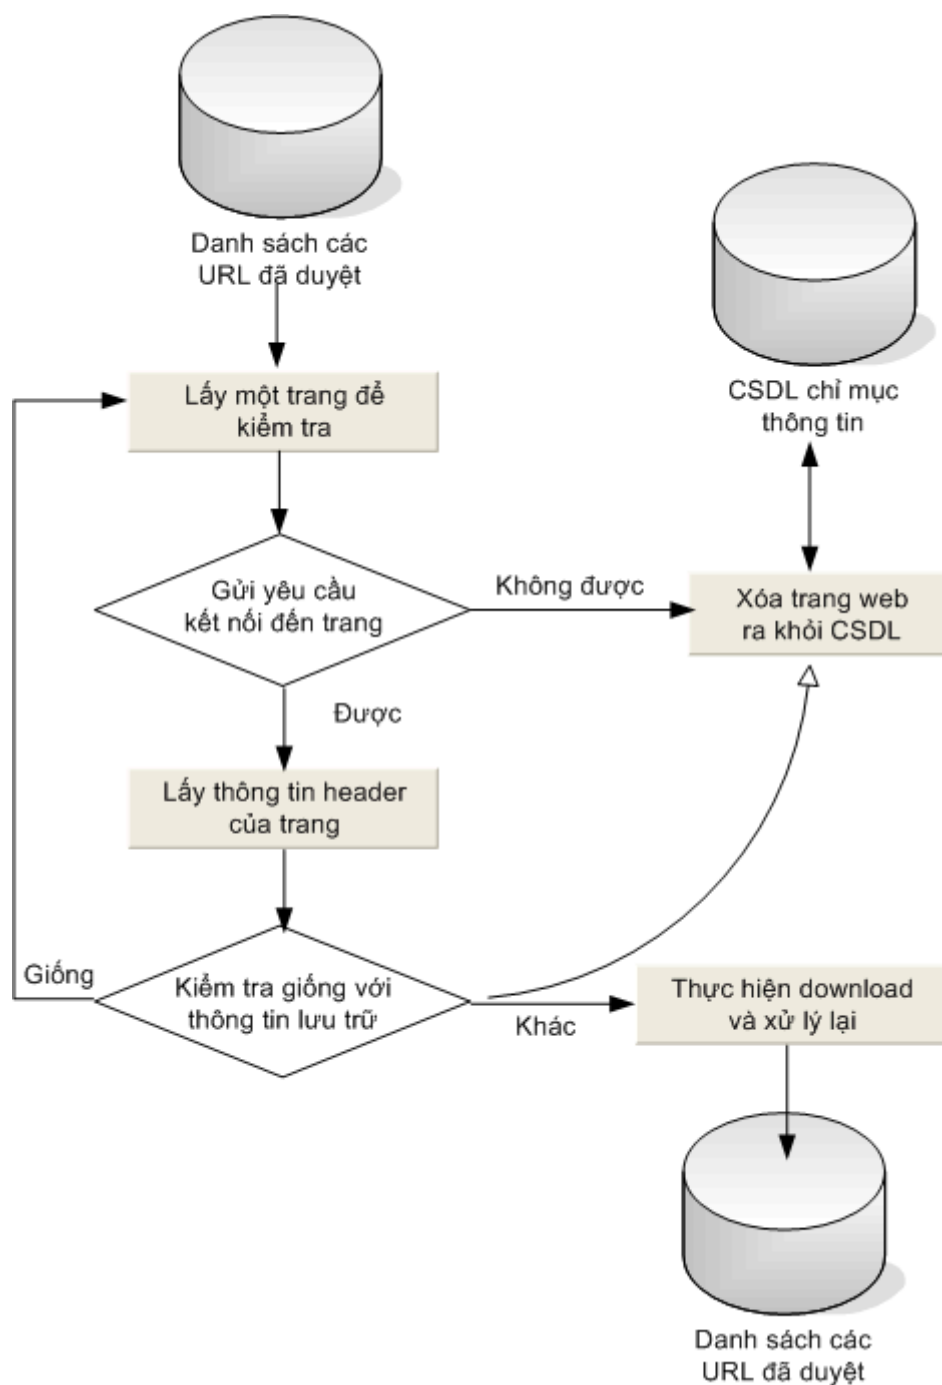 Danh sách các
URL đã duyệt
CSDL chỉ mục
thông tin
Lấy một trang để
kiểm tra
Gửi yêu cầu
kết nối đến trang
Không được
Xóa trang web
ra khỏi CSDL
Được
Lấy thông tin header
của trang
Giống
Kiểm tra giống với
thông tin lưu trữ
Khác
Thực hiện download
và xử lý lại
Danh sách các
URL đã duyệt